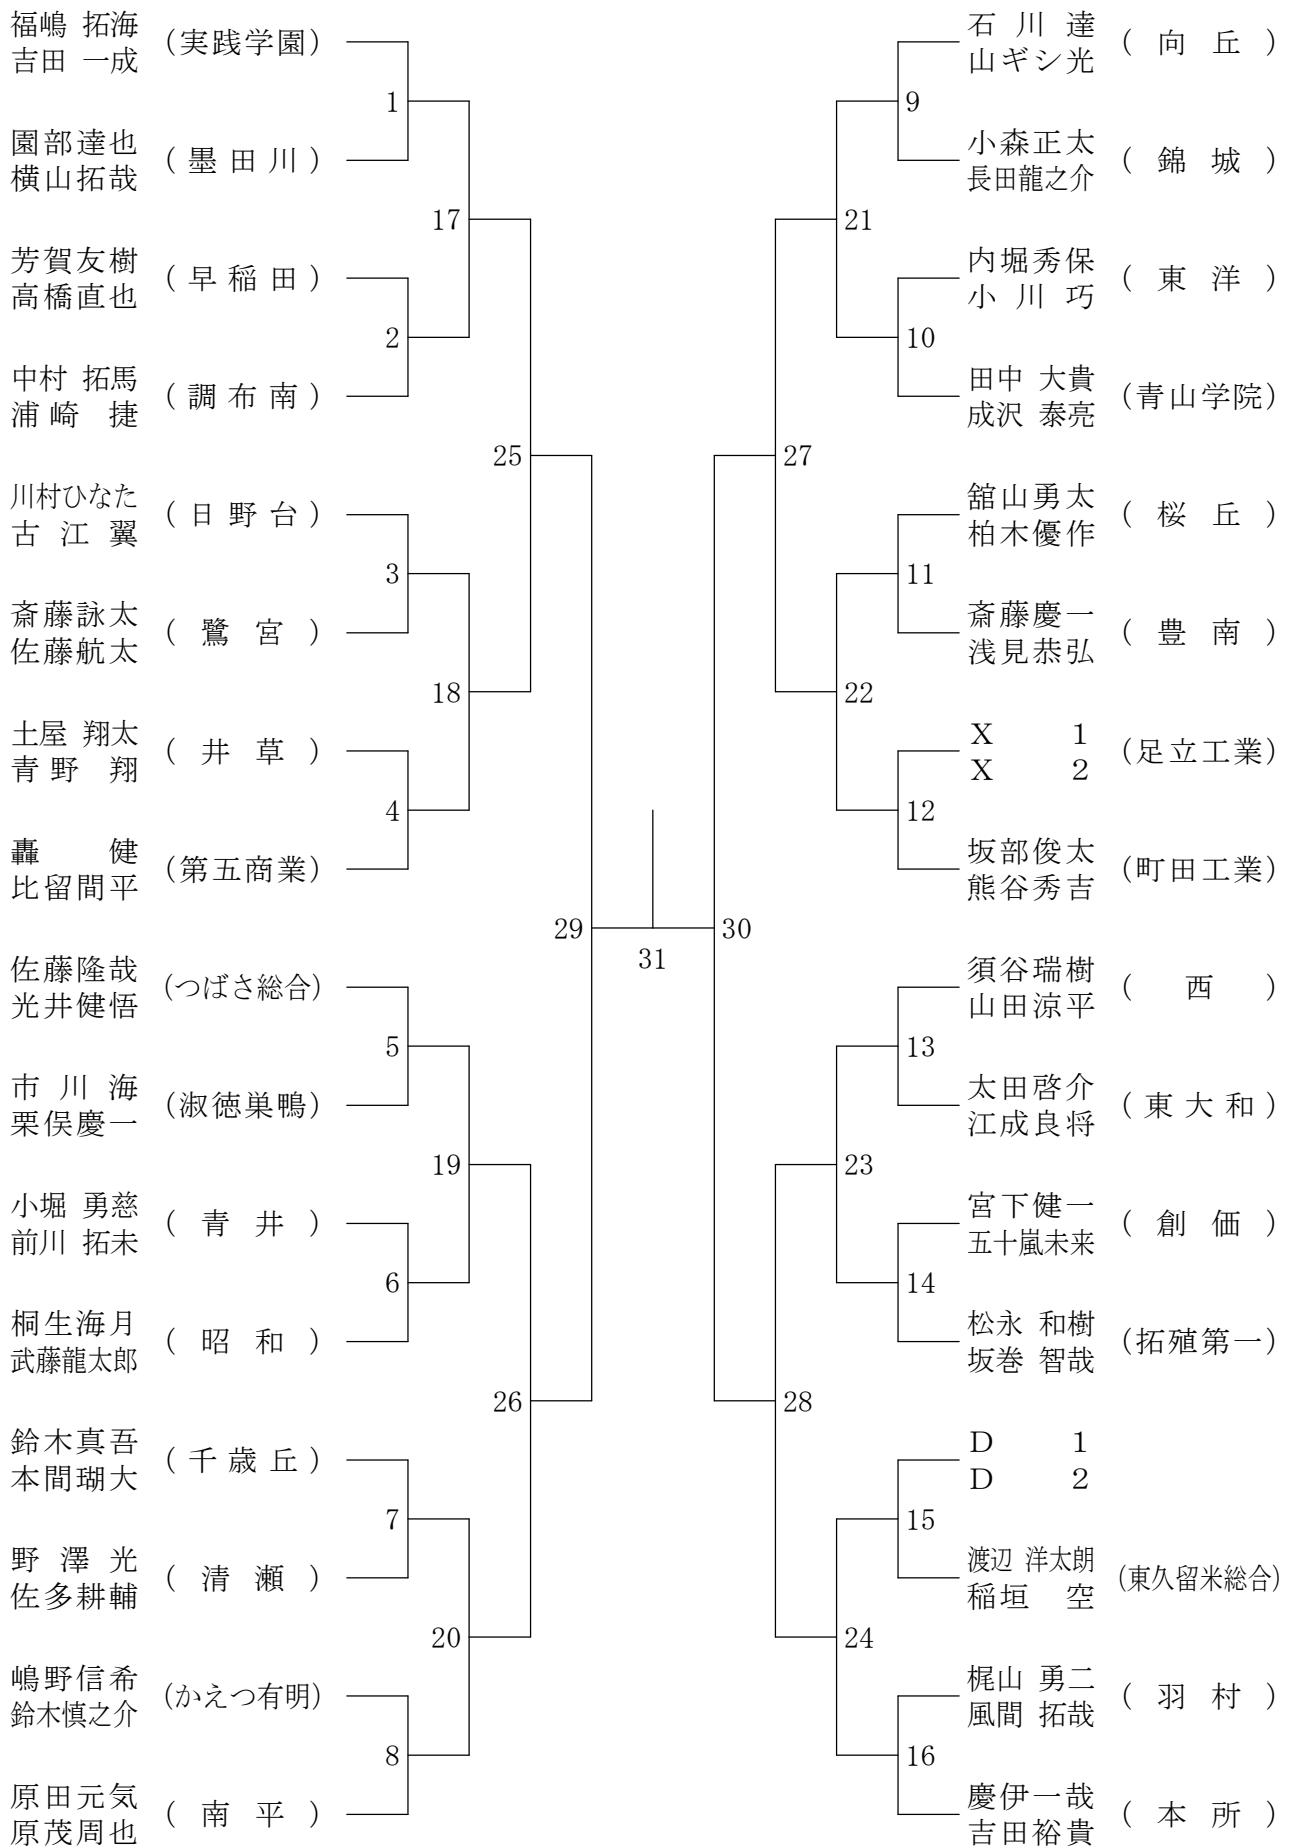 福嶋 拓海
吉田 一成
(実践学園)
1
園部達也
横山拓哉
(墨田川)
17
芳賀友樹
高橋直也
(早稲田)
2
中村 拓馬
浦崎 捷
(調布南)
25
川村ひなた
古江翼
(日野台)
3
斎藤詠太
佐藤航太
(鷺宮)
18
土屋 翔太
青野 翔
(井草)
4
轟 健
比留間平
(第五商業)
29
佐藤隆哉
光井健悟
(つばさ総合)
5
市川海
栗俣慶一
(淑徳巣鴨)
19
小堀 勇慈
前川 拓未
(青井)
6
桐生海月
武藤龍太郎
(昭和)
26
鈴木真吾
本間瑚大
(千歳丘)
7
野澤光
佐多耕輔
(清瀬)
20
嶋野信希
鈴木慎之介
(かえつ有明)
8
原田元気
原茂周也
(南平)
31
石川達
山ギシ光
(向丘)
9
小森正太
長田龍之介
(錦城)
21
内堀秀保
小川巧
(東洋)
10
田中 大貴
成沢 泰亮
(青山学院)
27
舘山勇太
柏木優作
(桜丘)
11
斎藤慶一
浅見恭弘
(豊南)
22
X 1
X 2
(足立工業)
12
坂部俊太
熊谷秀吉
(町田工業)
30
須谷瑞樹
山田涼平
(西)
13
太田啓介
江成良将
(東大和)
23
宮下健一
五十嵐未来
(創価)
14
松永 和樹
坂巻 智哉
(拓殖第一)
28
D 1
D 2
15
渡辺 洋太朗
稲垣 空
(東久留米総合)
24
梶山 勇二
風間 拓哉
(羽村)
16
慶伊一哉
吉田裕貴
(本所)